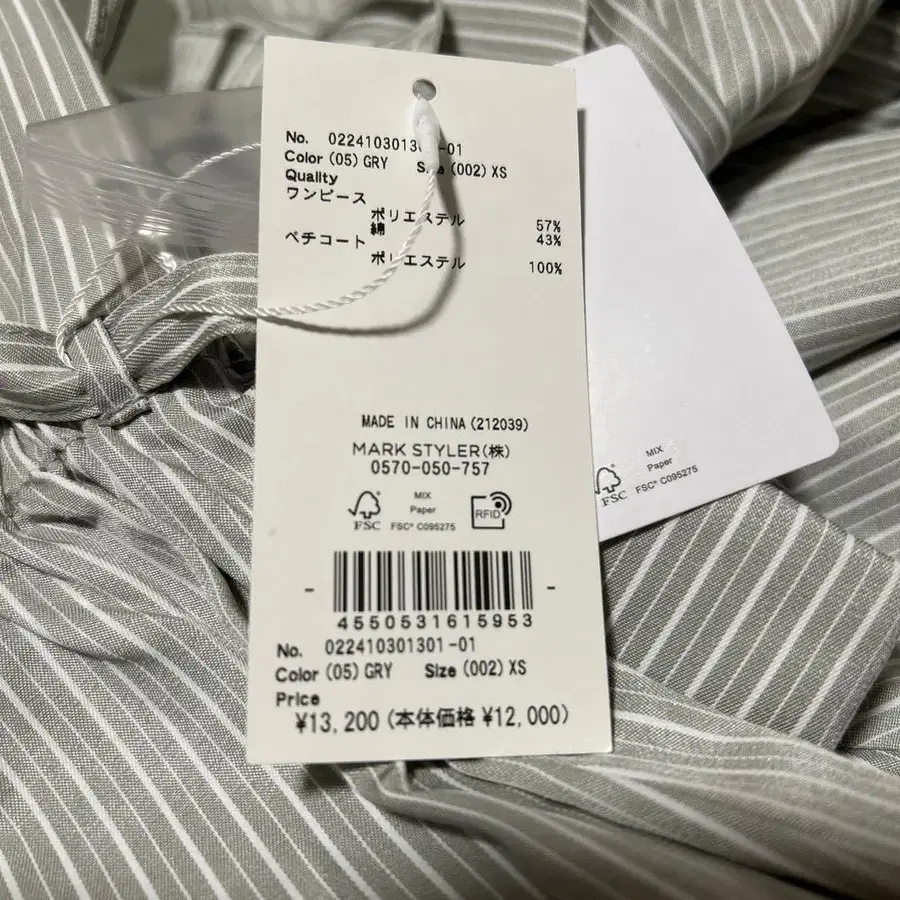 No. 022410301301-01
Color (05) GRY Size (002) XS
Quality
ワンピース
ポリエステル 57%
綿 43%
ペチコート
ポリエステル 100%
MADE IN CHINA (212039)
MARK STYLER(株)
0570-050-757
FSC
MIX
Paper
FSC® C095275
RFID
4550531615953
No. 022410301301-01
Color (05) GRY Size (002) XS
Price
¥13,200 (本体価格 ¥12,000)
FSC
MIX
Paper
FSC® C095275